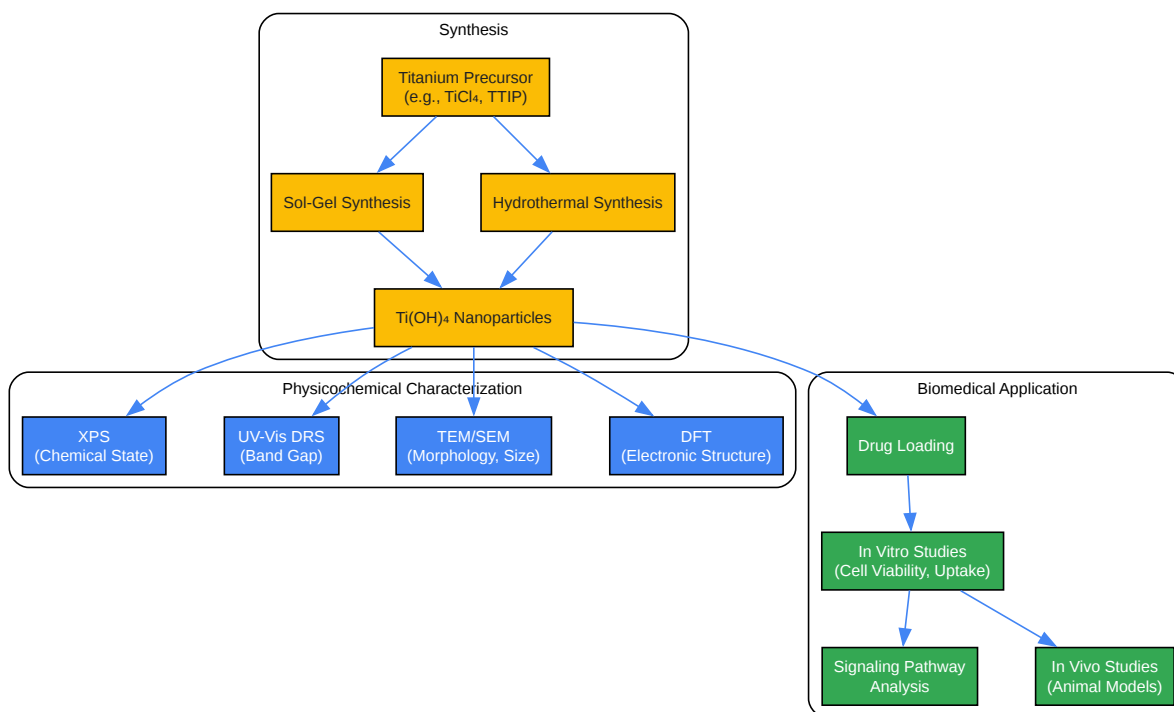 Synthesis
Titanium Precursor
(e.g., TiCl₄, TTIP)
Sol-Gel Synthesis
Hydrothermal Synthesis
Ti(OH)₄ Nanoparticles
Physicochemical Characterization
XPS
(Chemical State)
UV-Vis DRS
(Band Gap)
TEM/SEM
(Morphology, Size)
DFT
(Electronic Structure)
Biomedical Application
Drug Loading
In Vitro Studies
(Cell Viability, Uptake)
Signaling Pathway
Analysis
In Vivo Studies
(Animal Models)